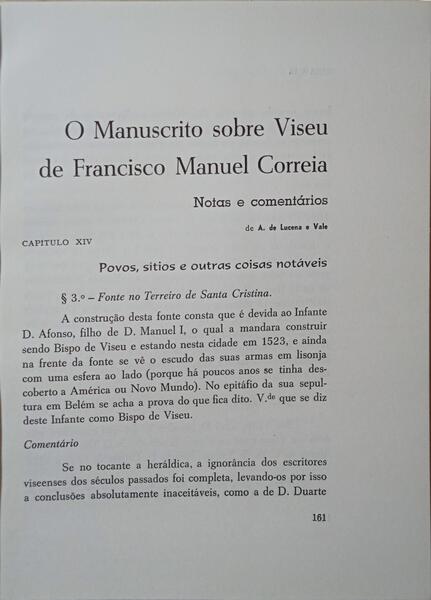 O Manuscrito sobre Viseu
de Francisco Manuel Correia
Notas e comentários
de A. de Lucena e Vale
CAPITULO XIV
Povos, sitios e outras coisas notáveis
§ 3.º – Fonte no Terreiro de Santa Cristina.
A construção desta fonte consta que é devida ao Infante
D. Afonso, filho de D. Manuel I, o qual a mandara construir
sendo Bispo de Viseu e estando nesta cidade em 1523, e ainda
na frente da fonte se vê o escudo das suas armas em lisonja
com uma esfera ao lado (porque há poucos anos se tinha des-
coberto a América ou Novo Mundo). No epitáfio da sua sepul-
tura em Belém se acha a prova do que fica dito. V.de que se diz
deste Infante como Bispo de Viseu.
Comentário
Se no tocante a heráldica, a ignorância dos escritores
viseenses dos séculos passados foi completa, levando-os por isso
a conclusões absolutamente inaceitáveis, como a de D. Duarte
161